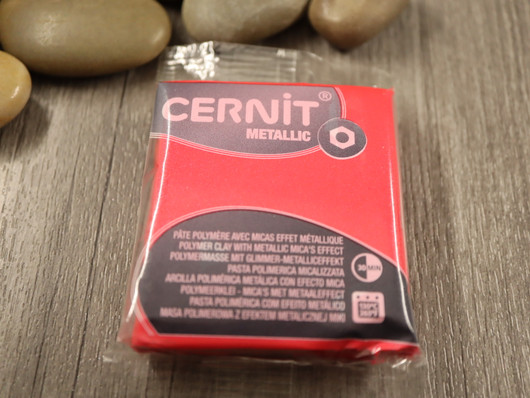 CERNiT®
METALLIC
PÂTE POLYMÈRE AVEC MICAS EFFET MÉTALLIQUE
POLYMER CLAY WITH METALLIC MICA'S EFFECT
POLYMERMASSE MIT GLIMMER-METALLICEFFEKT
PASTA POLIMERICA MICALIZZATA
ARCILLA POLIMÉRICA METÁLICA CON EFECTO MICA
POLYMEERKLEI - MICA'S MET METAALEFFECT
PASTA POLIMÉRICA COM EFEITO METÁLICO
MASA POLIMEROWA Z EFEKTEM METALICZNEJ MIKI
30 MIN